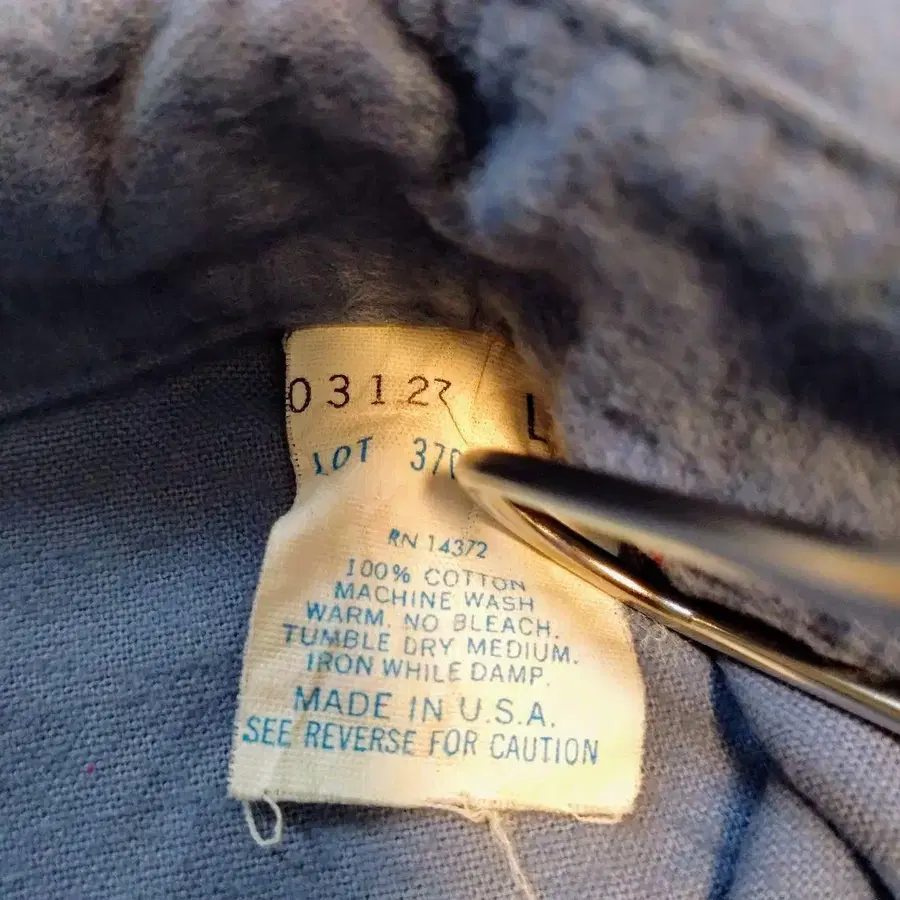 03127 L
LOT 370
RN 14372
100% COTTON
MACHINE WASH
WARM. NO BLEACH.
TUMBLE DRY MEDIUM.
IRON WHILE DAMP.
MADE IN U.S.A.
SEE REVERSE FOR CAUTION